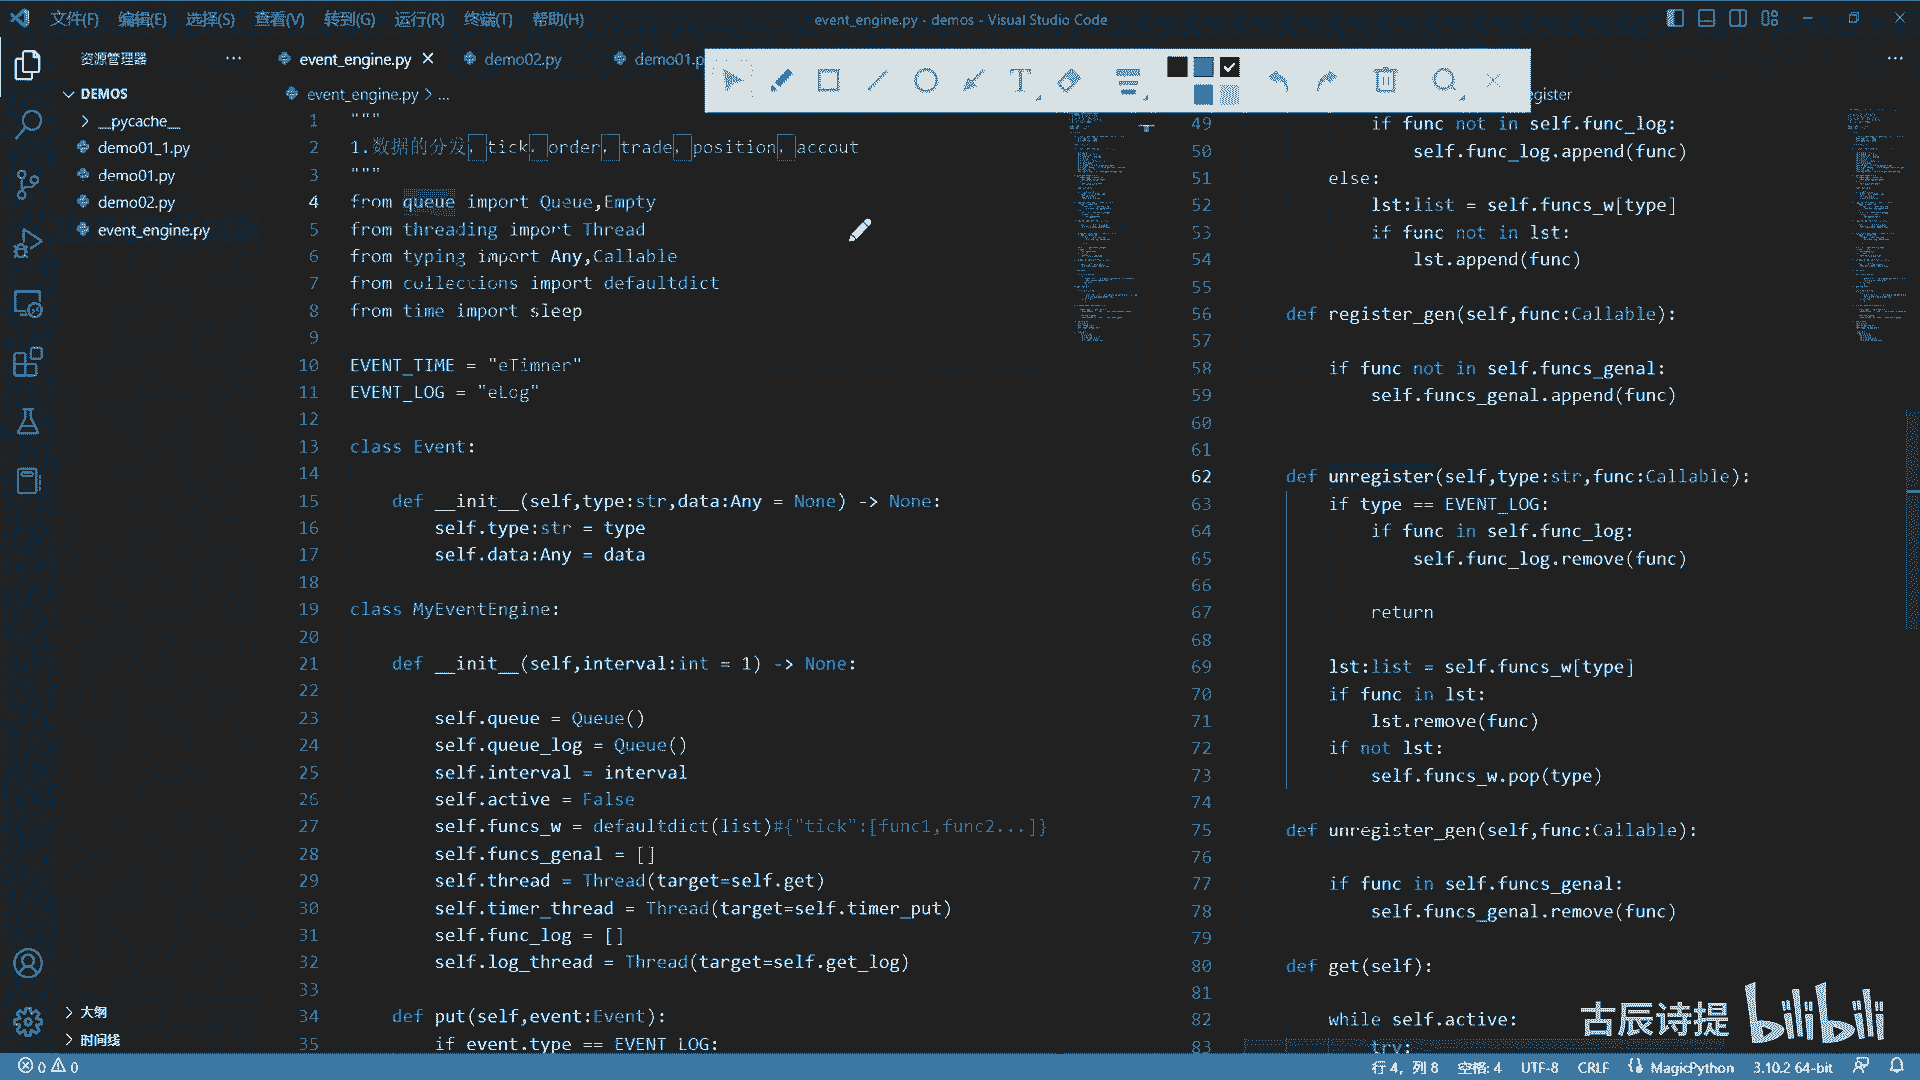 文件(F) 编辑(E) 选择(S) 查看(V) 转到(G) 运行(R) 终端(T) 帮助(H)
event_engine.py - demos - Visual Studio Code
资源管理器 ···
DEMOS
__pycache__
demo01_1.py
demo01.py
demo02.py
event_engine.py
大纲
时间线
event_engine.py demo02.py demo01.p
event_engine.py > ...
1 """
2 1.数据的分发，tick，order，trade，position，accout
3 """
4 from queue import Queue,Empty
5 from threading import Thread
6 from typing import Any,Callable
7 from collections import defaultdict
8 from time import sleep
9
10 EVENT_TIME = "eTimner"
11 EVENT_LOG = "eLog"
12
13 class Event:
14
15 def __init__(self,type:str,data:Any = None) -> None:
16 self.type:str = type
17 self.data:Any = data
18
19 class MyEventEngine:
20
21 def __init__(self,interval:int = 1) -> None:
22
23 self.queue = Queue()
24 self.queue_log = Queue()
25 self.interval = interval
26 self.active = False
27 self.funcs_w = defaultdict(list)#{"tick":[func1,func2...]}
28 self.funcs_genal = []
29 self.thread = Thread(target=self.get)
30 self.timer_thread = Thread(target=self.timer_put)
31 self.func_log = []
32 self.log_thread = Thread(target=self.get_log)
33
34 def put(self,event:Event):
35 if event.type == EVENT_LOG:
T
egister
49 if func not in self.func_log:
50 self.func_log.append(func)
51 else:
52 lst:list = self.funcs_w[type]
53 if func not in lst:
54 lst.append(func)
55
56 def register_gen(self,func:Callable):
57
58 if func not in self.funcs_genal:
59 self.funcs_genal.append(func)
60
61
62 def unregister(self,type:str,func:Callable):
63 if type == EVENT_LOG:
64 if func in self.func_log:
65 self.func_log.remove(func)
66
67 return
68
69 lst:list = self.funcs_w[type]
70 if func in lst:
71 lst.remove(func)
72 if not lst:
73 self.funcs_w.pop(type)
74
75 def unregister_gen(self,func:Callable):
76
77 if func in self.funcs_genal:
78 self.funcs_genal.remove(func)
79
80 def get(self):
81
82 while self.active:
83 try:
古辰诗提 bilibili
0 0 行 4，列 8 空格: 4 UTF-8 CRLF MagicPython 3.10.2 64-bit